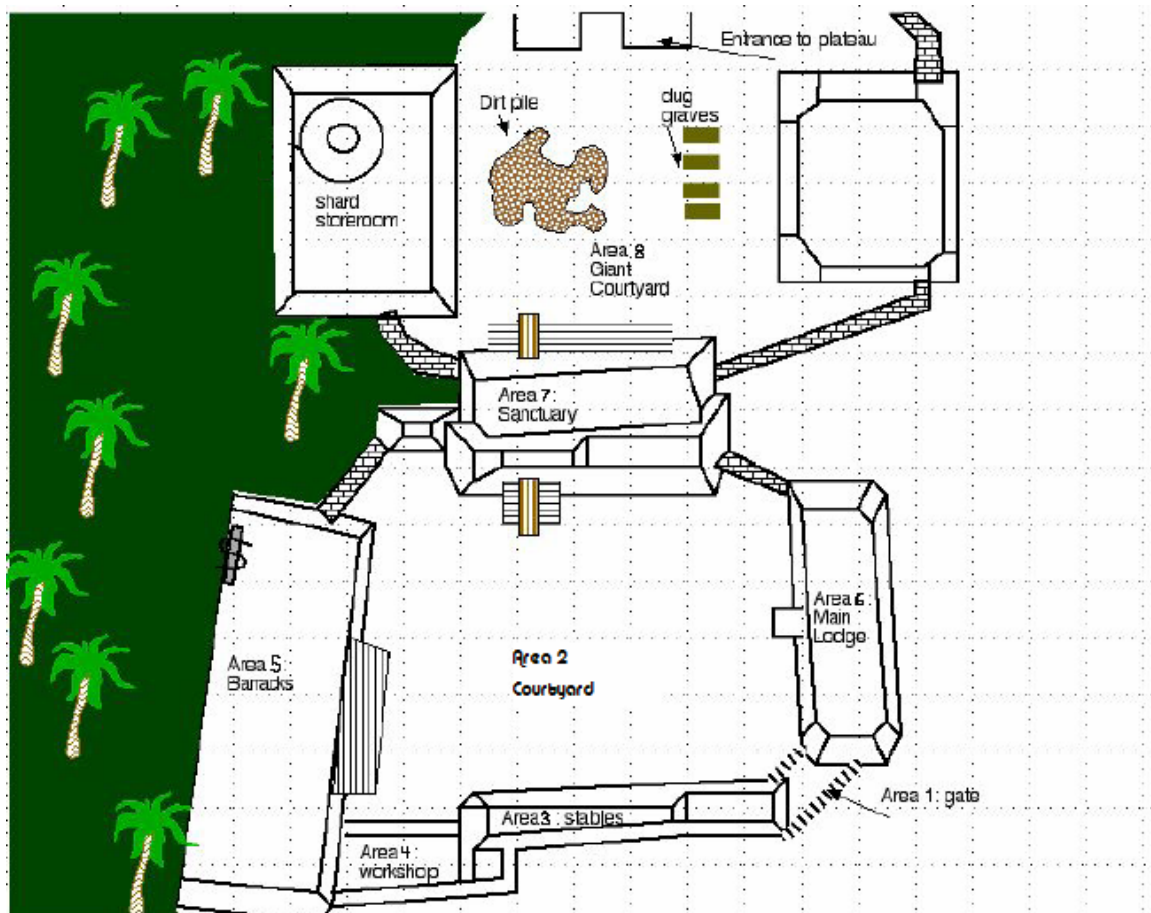 Entrance to plateau
Dirt pile
dug
graves
shard
storeroom
Area 8
Giant
Courtyard
Area 7 :
Sanctuary
Area 6 :
Main
Lodge
Area 5 :
Barracks
Area 2
Courtyard
Area 1 : gate
Area 3 : stables
Area 4 :
workshop